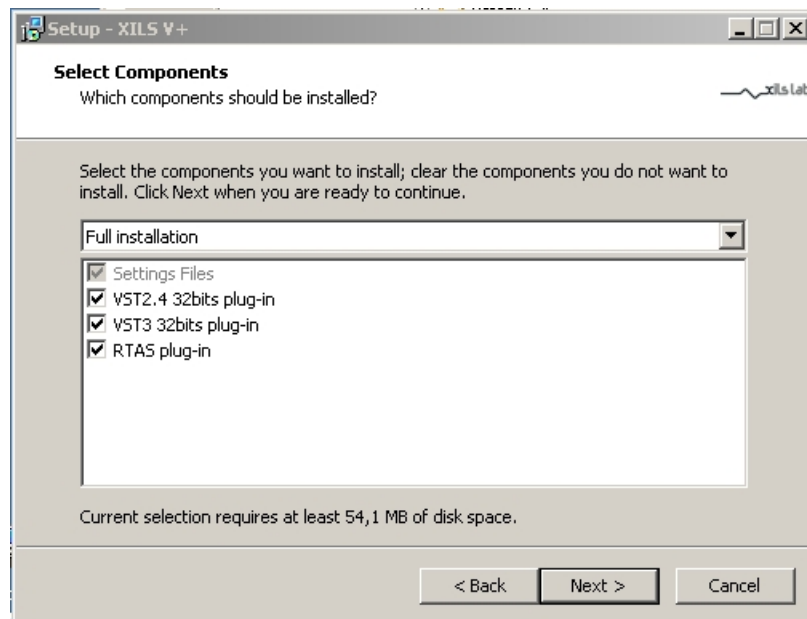 Setup - XILS V+
Select Components
Which components should be installed?
xils lab
Select the components you want to install; clear the components you do not want to
install. Click Next when you are ready to continue.
Full installation
Settings Files
VST2.4 32bits plug-in
VST3 32bits plug-in
RTAS plug-in
Current selection requires at least 54,1 MB of disk space.
< Back
Next >
Cancel